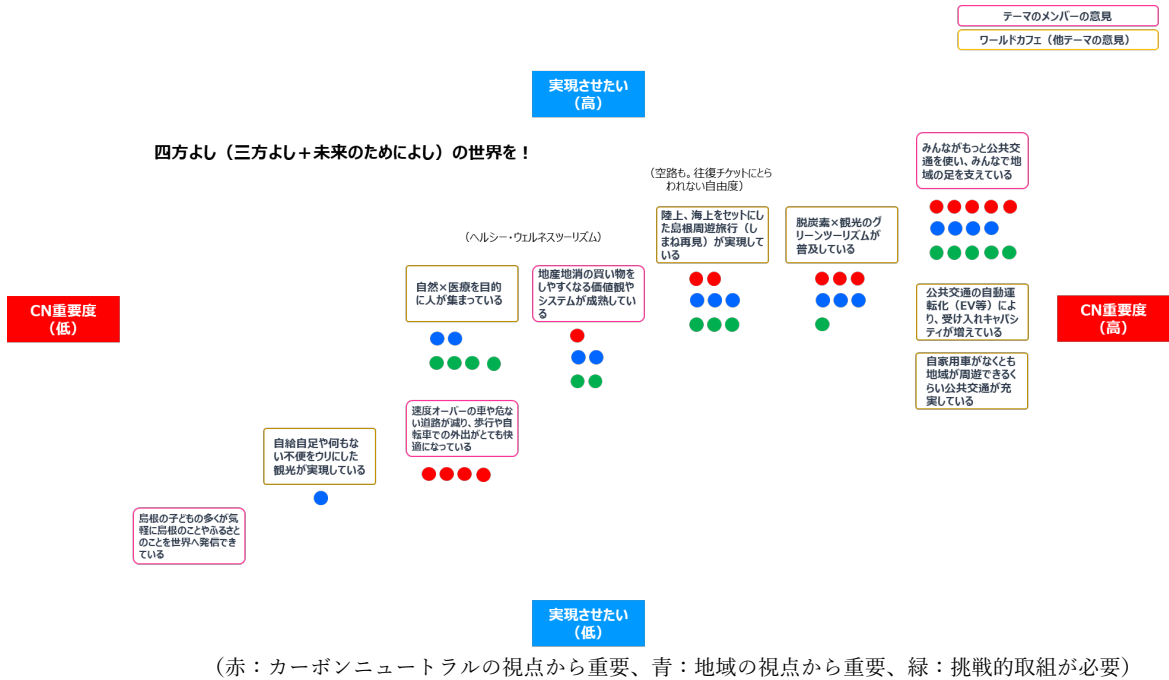 テーマのメンバーの意見
ワールドカフェ（他テーマの意見）
実現させたい
（高）
四方よし（三方よし＋未来のためによし）の世界を！
みんながもっと公共交
通を使い、みんなで地
域の足を支えている
（空路も。往復チケットにとら
われない自由度）
陸上、海上をセットにし
た島根周遊旅行（し
まね再見）が実現して
いる
脱炭素×観光のグ
リーンツーリズムが
普及している
（ヘルシー・ウェルネスツーリズム）
自然×医療を目的
に人が集まっている
地産地消の買い物を
しやすくなる価値観や
システムが成熟してい
る
公共交通の自動運
転化（EV等）によ
り、受け入れキャパシ
ティが増えている
CN重要度
（低）
CN重要度
（高）
自家用車がなくとも
地域が周遊できるく
らい公共交通が充
実している
速度オーバーの車や危な
い道路が減り、歩行や自
転車での外出がとても快
適になっている
自給自足や何もな
い不便をウリにした
観光が実現している
島根の子どもの多くが気
軽に島根のことやふるさと
のことを世界へ発信でき
ている
実現させたい
（低）
（赤：カーボンニュートラルの視点から重要、青：地域の視点から重要、緑：挑戦的取組が必要）